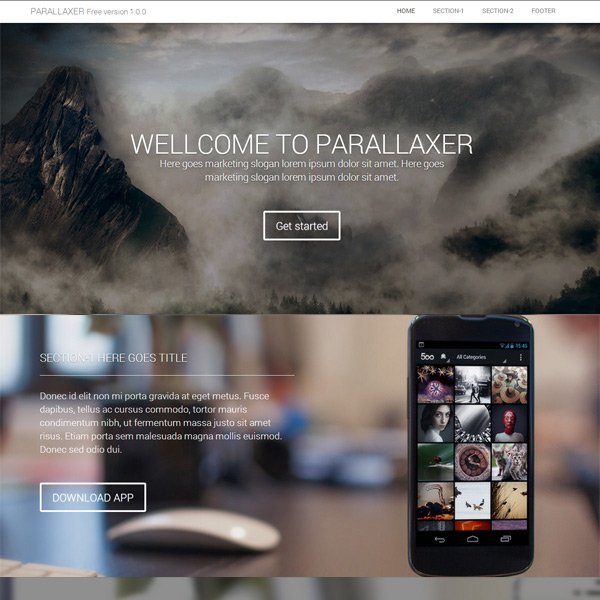 PARALLAXER Free version 1.0.0
HOME SECTION-1 SECTION-2 FOOTER
WELLCOME TO PARALLAXER
Here goes marketing slogan lorem ipsum dolor sit amet. Here goes
marketing slogan lorem ipsum dolor sit amet.
Get started
SECTION-1 HERE GOES TITLE
Donec id elit non mi porta gravida at eget metus. Fusce
dapibus, tellus ac cursus commodo, tortor mauris
condimentum nibh, ut fermentum massa justo sit amet
risus. Etiam porta sem malesuada magna mollis euismod.
Donec sed odio dui.
DOWNLOAD APP
15:45
500 All Categories